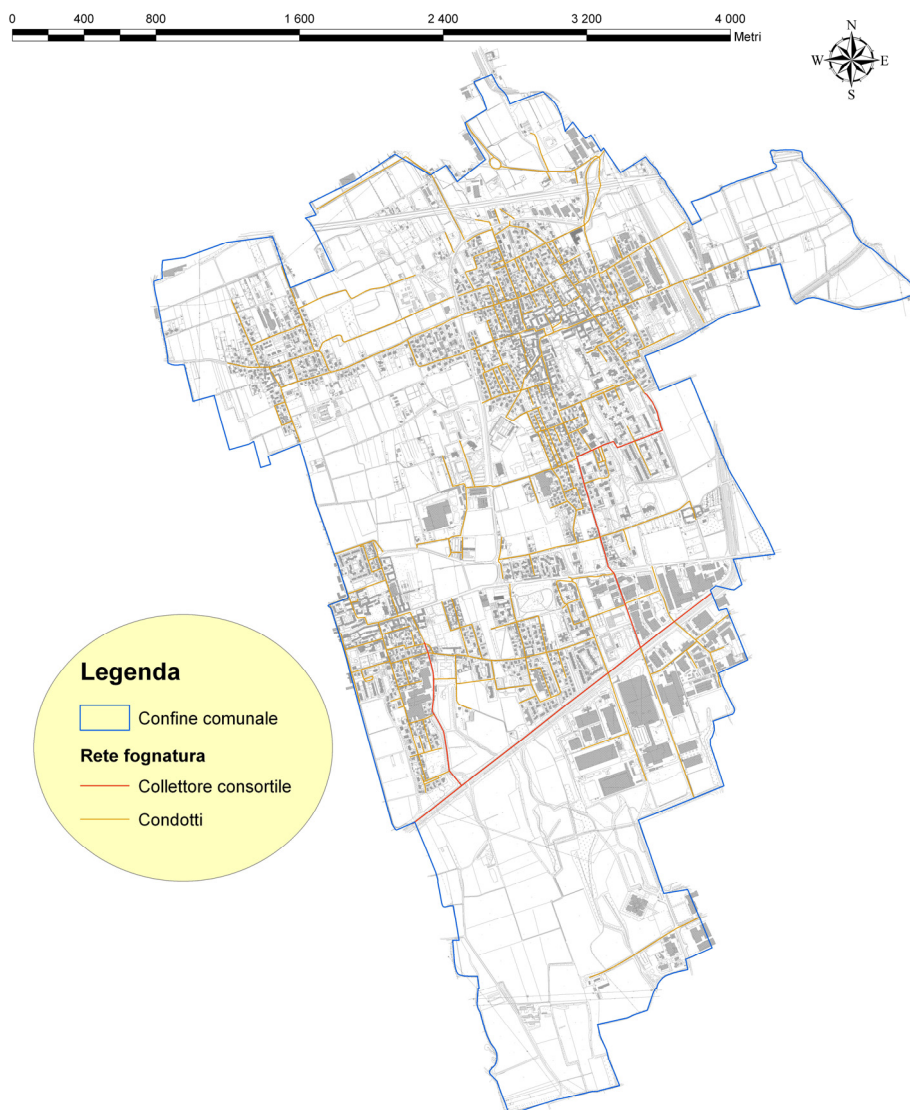 0 400 800 1 600 2 400 3 200 4 000
Metri
N
W E
S
Legenda
Confine comunale
Rete fognatura
Collettore consortile
Condotti